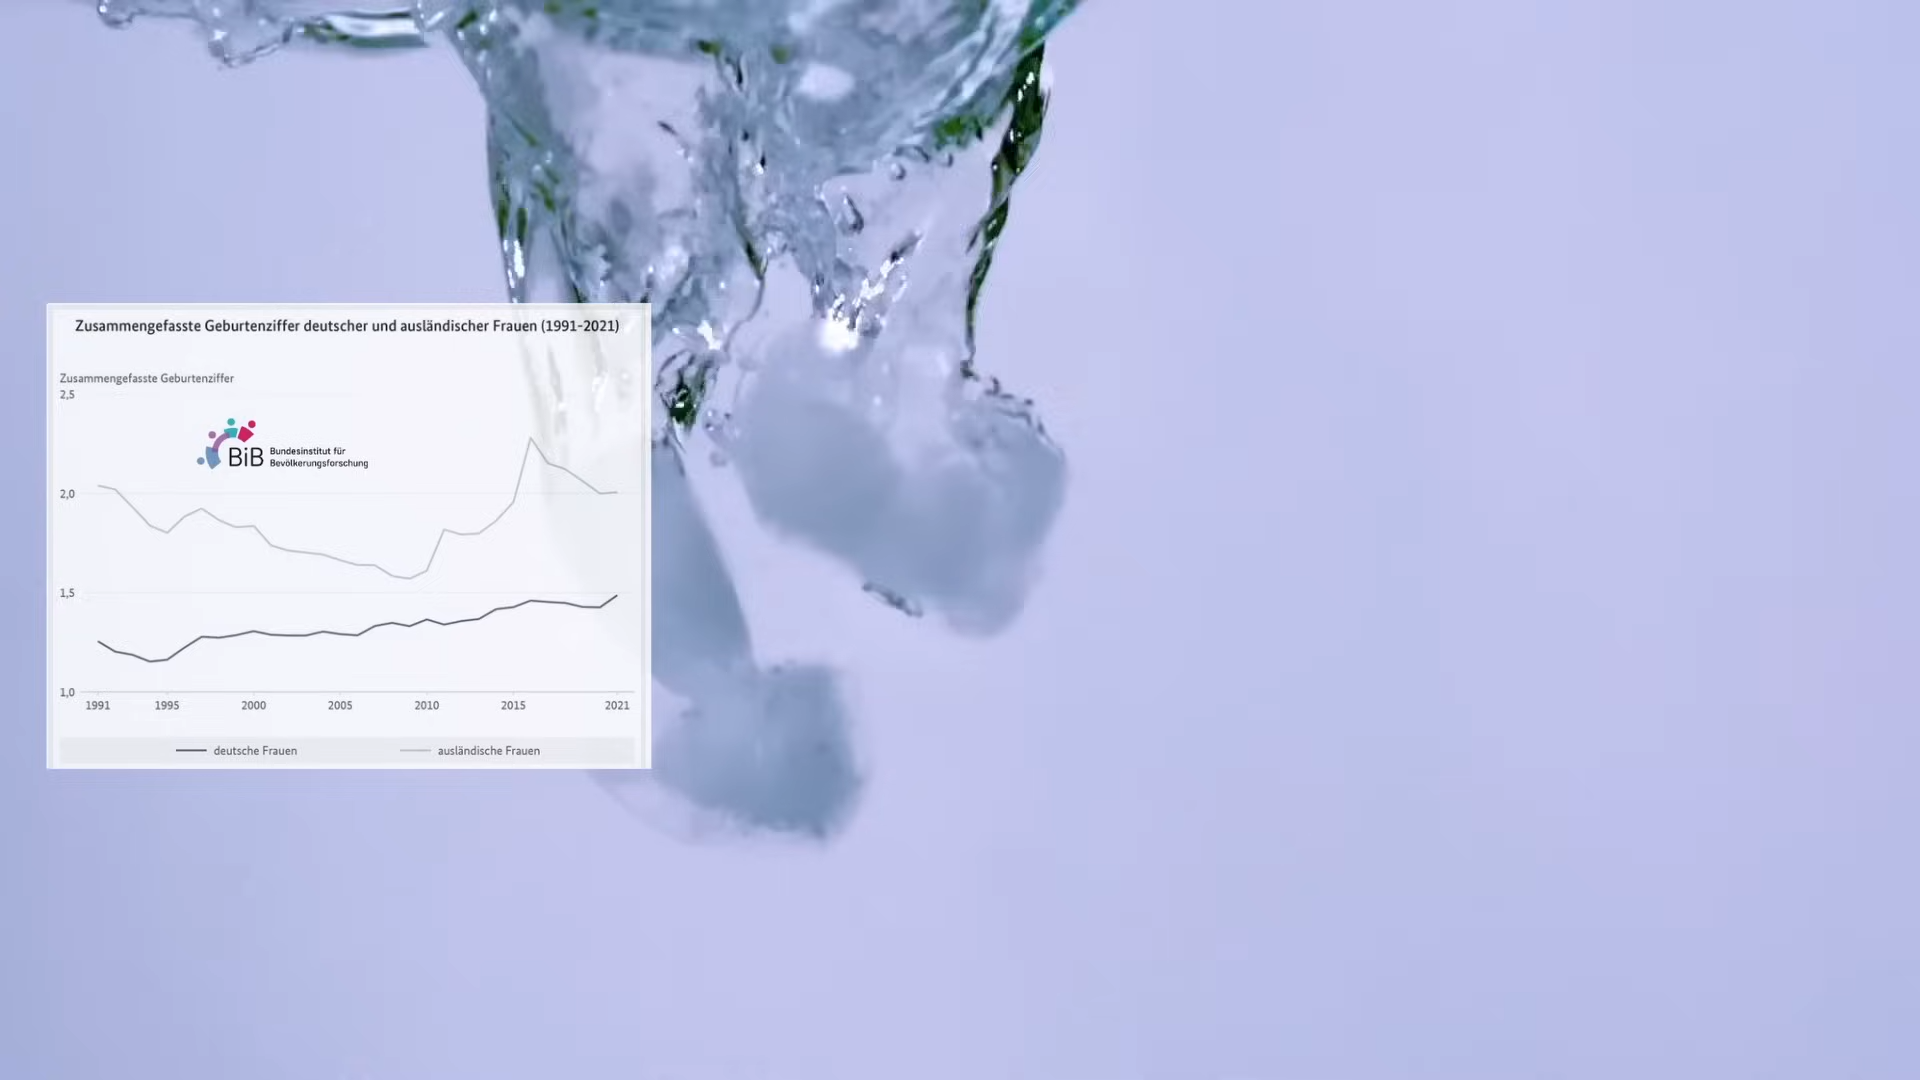 Zusammengefasste Geburtenziffer deutscher und ausländischer Frauen (1991-2021)
Zusammengefasste Geburtenziffer
2,5
BiB Bundesinstitut für
Bevölkerungsforschung
2,0
1,5
1,0
1991 1995 2000 2005 2010 2015 2021
deutsche Frauen ausländische Frauen